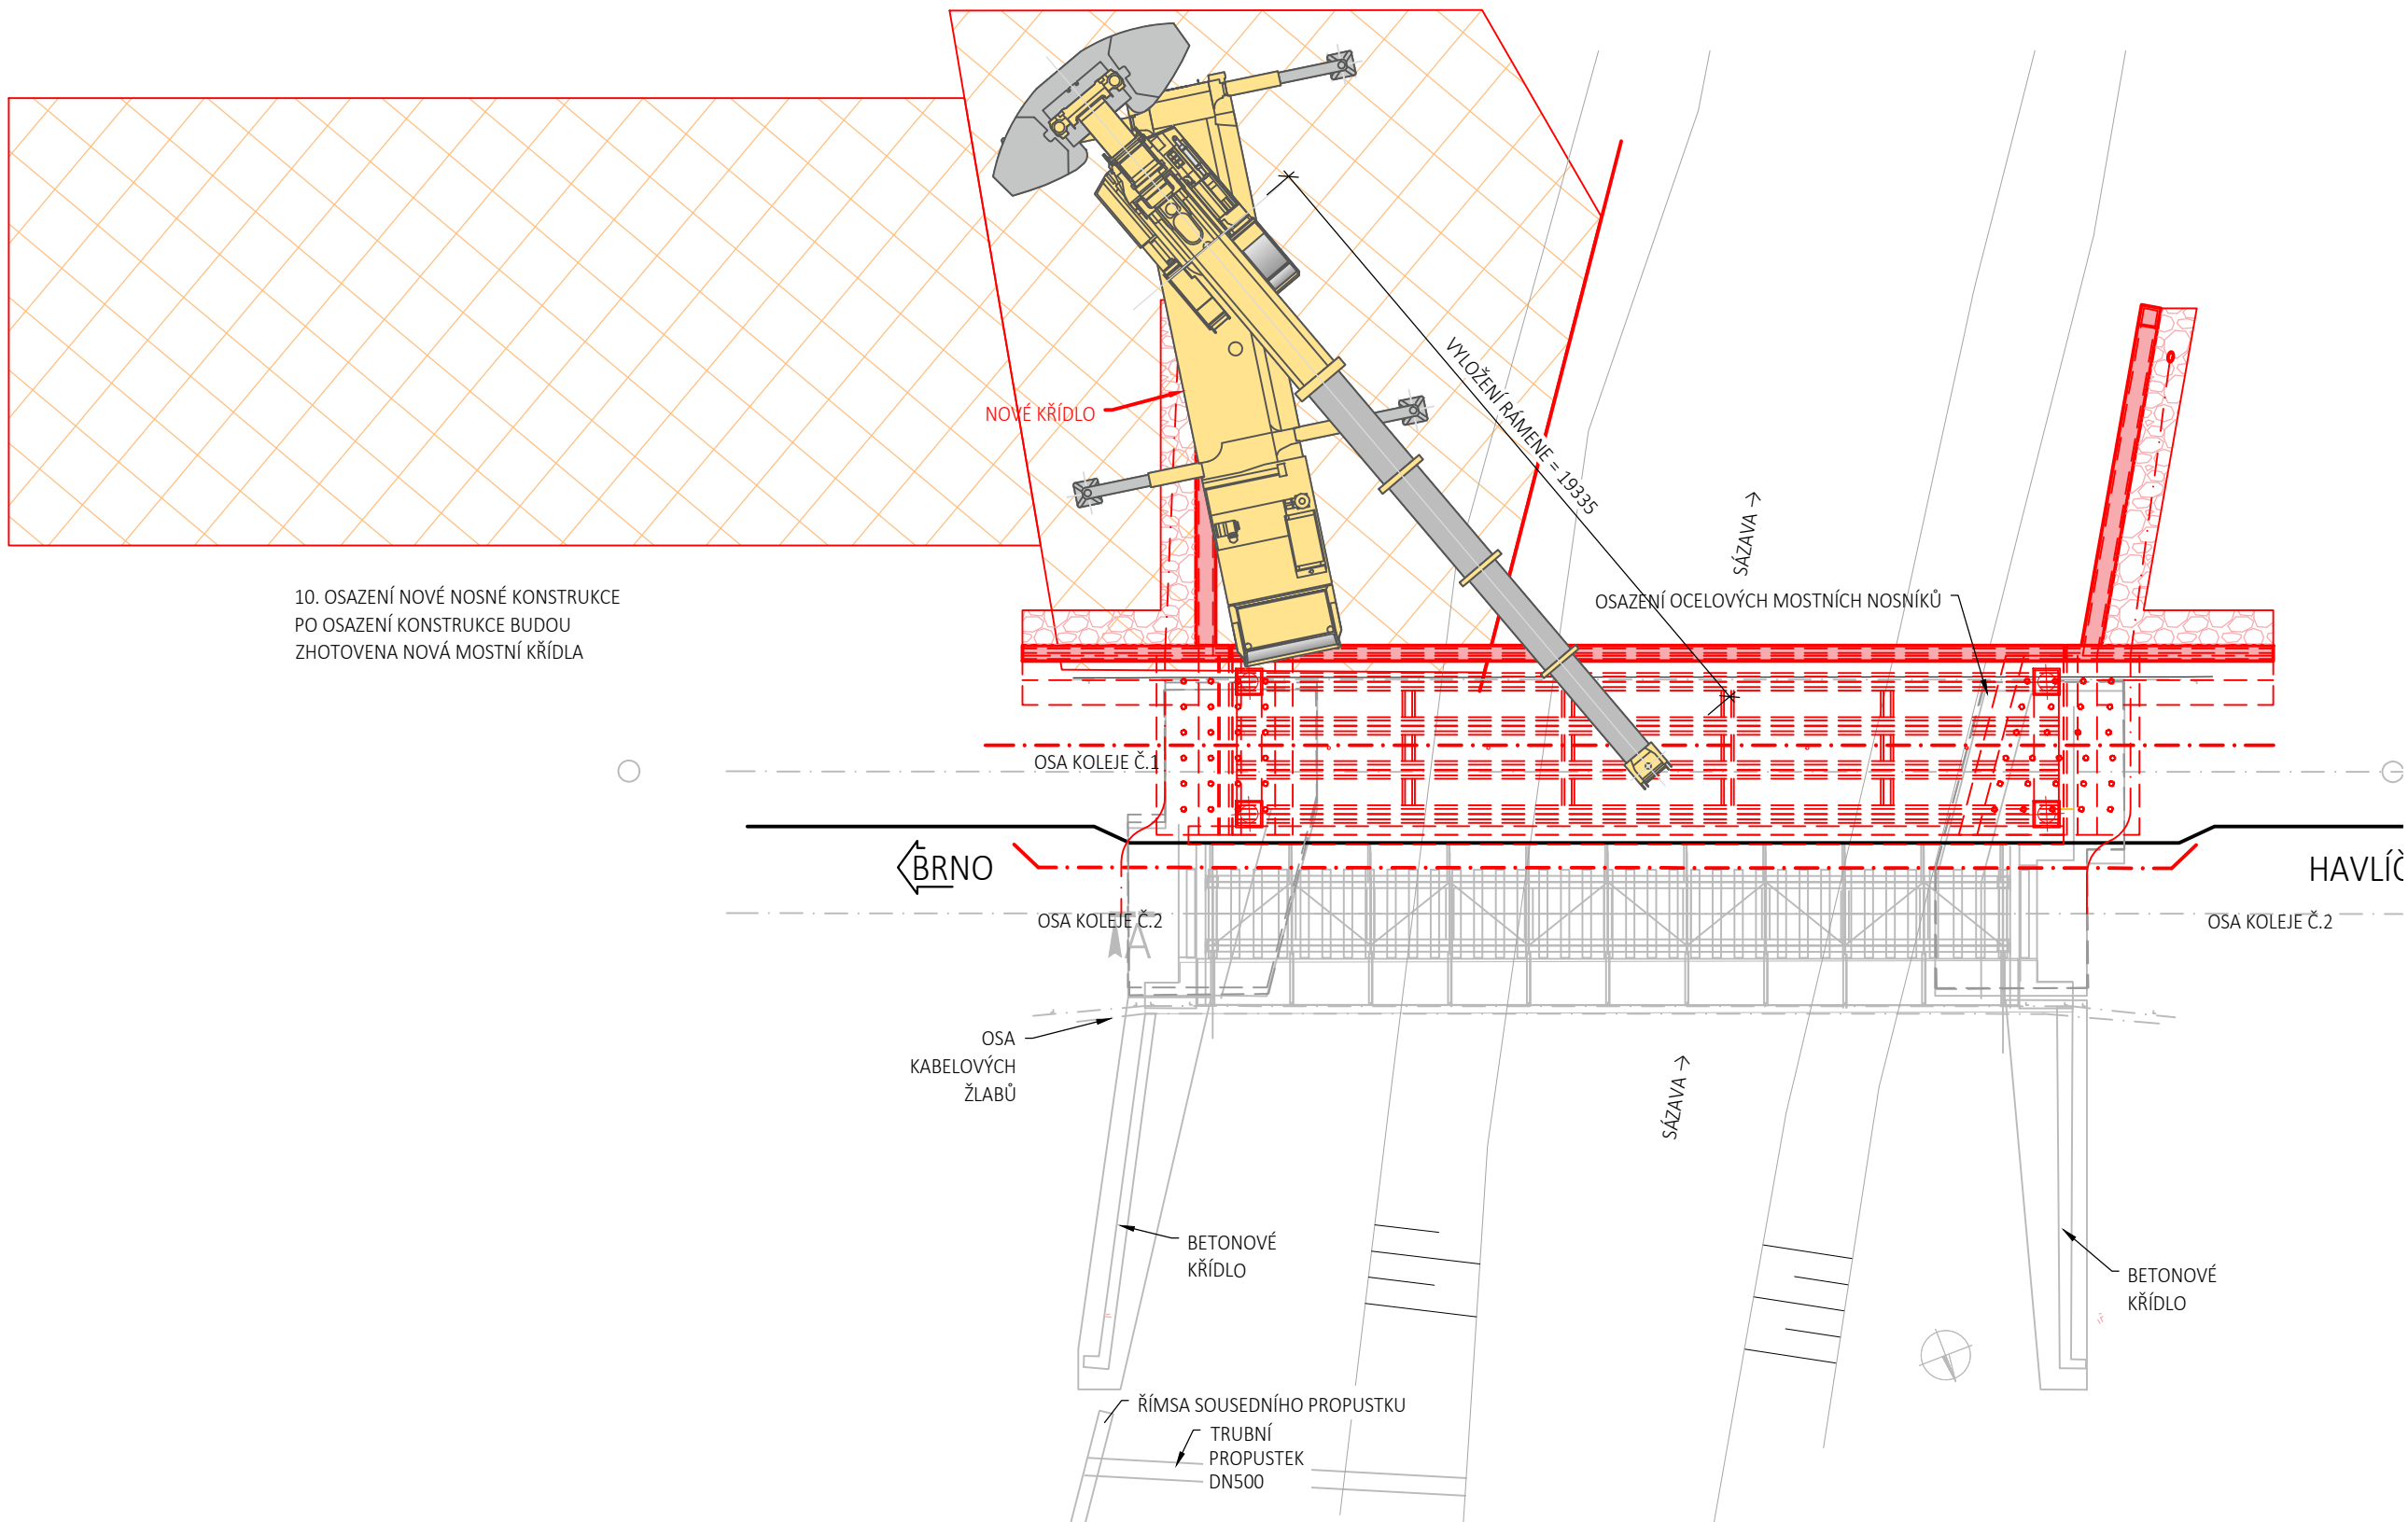 NOVÉ KŘÍDLO
VYLOŽENÍ RÁMENE = 19335
SÁZAVA →
10. OSAZENÍ NOVÉ NOSNÉ KONSTRUKCE
PO OSAZENÍ KONSTRUKCE BUDOU
ZHOTOVENA NOVÁ MOSTNÍ KŘÍDLA
OSAZENÍ OCELOVÝCH MOSTNÍCH NOSNÍKŮ
OSA KOLEJE Č.1
BRNO
HAVLÍČ
OSA KOLEJE Č.2
OSA KOLEJE Č.2
A
OSA
KABELOVÝCH
ŽLABŮ
SÁZAVA →
BETONOVÉ
KŘÍDLO
BETONOVÉ
KŘÍDLO
ŘÍMSA SOUSEDNÍHO PROPUSTKU
TRUBNÍ
PROPUSTEK
DN500